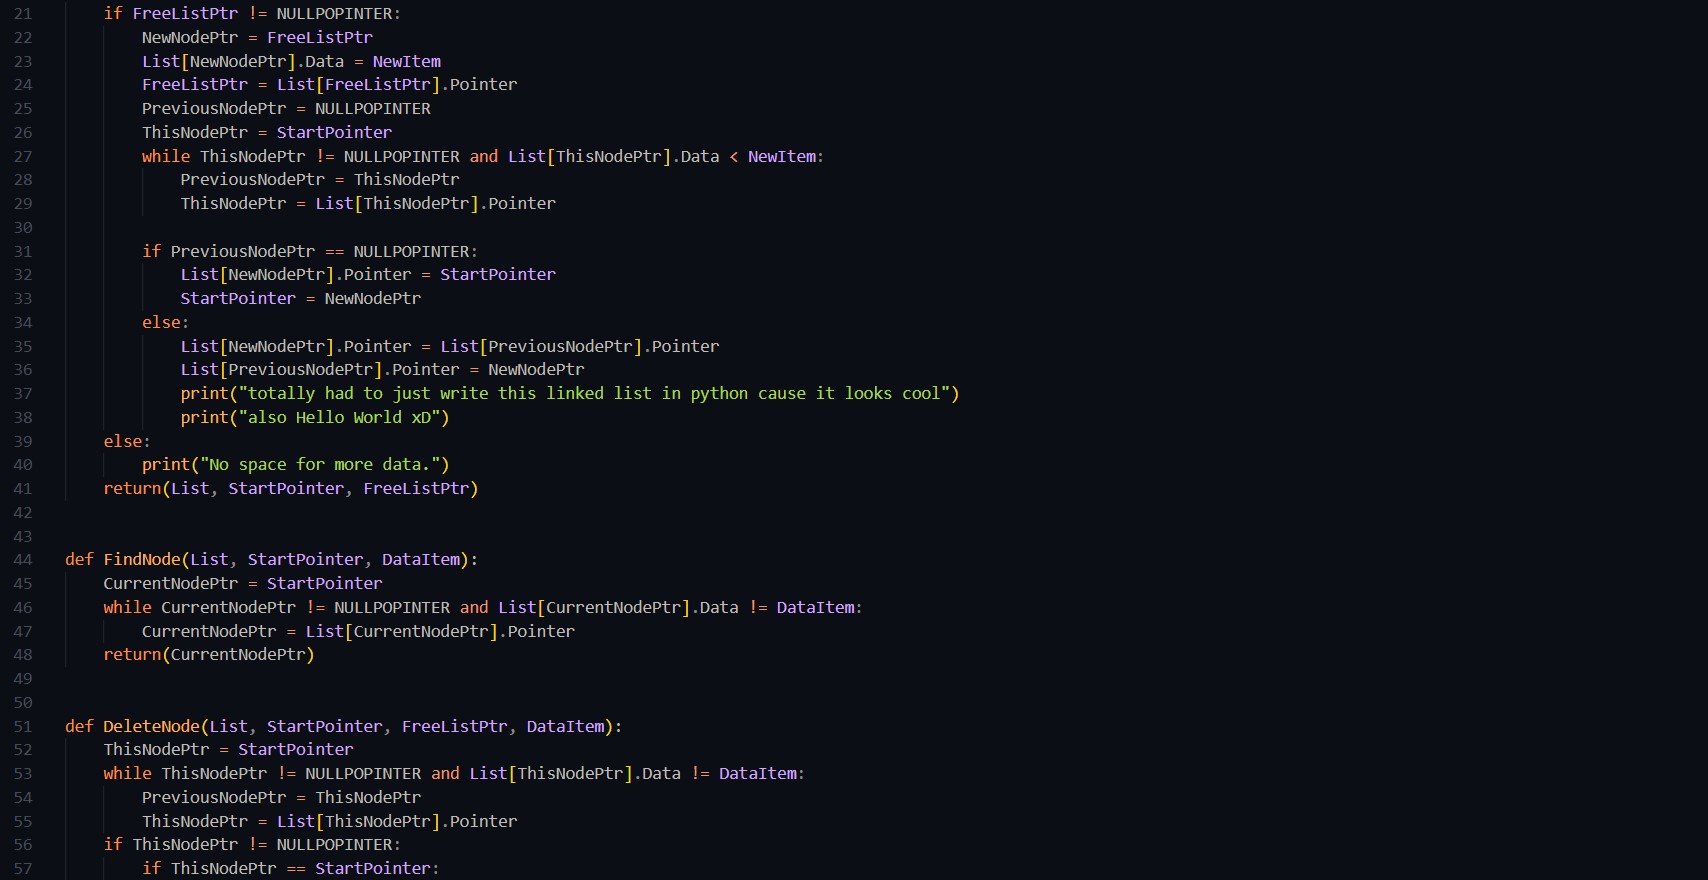 21 if FreeListPtr != NULLPOPINTER:
22 NewNodePtr = FreeListPtr
23 List[NewNodePtr].Data = NewItem
24 FreeListPtr = List[FreeListPtr].Pointer
25 PreviousNodePtr = NULLPOPINTER
26 ThisNodePtr = StartPointer
27 while ThisNodePtr != NULLPOPINTER and List[ThisNodePtr].Data < NewItem:
28 PreviousNodePtr = ThisNodePtr
29 ThisNodePtr = List[ThisNodePtr].Pointer
30
31 if PreviousNodePtr == NULLPOPINTER:
32 List[NewNodePtr].Pointer = StartPointer
33 StartPointer = NewNodePtr
34 else:
35 List[NewNodePtr].Pointer = List[PreviousNodePtr].Pointer
36 List[PreviousNodePtr].Pointer = NewNodePtr
37 print("totally had to just write this linked list in python cause it looks cool")
38 print("also Hello World xD")
39 else:
40 print("No space for more data.")
41 return(List, StartPointer, FreeListPtr)
42
43
44 def FindNode(List, StartPointer, DataItem):
45 CurrentNodePtr = StartPointer
46 while CurrentNodePtr != NULLPOPINTER and List[CurrentNodePtr].Data != DataItem:
47 CurrentNodePtr = List[CurrentNodePtr].Pointer
48 return(CurrentNodePtr)
49
50
51 def DeleteNode(List, StartPointer, FreeListPtr, DataItem):
52 ThisNodePtr = StartPointer
53 while ThisNodePtr != NULLPOPINTER and List[ThisNodePtr].Data != DataItem:
54 PreviousNodePtr = ThisNodePtr
55 ThisNodePtr = List[ThisNodePtr].Pointer
56 if ThisNodePtr != NULLPOPINTER:
57 if ThisNodePtr == StartPointer: